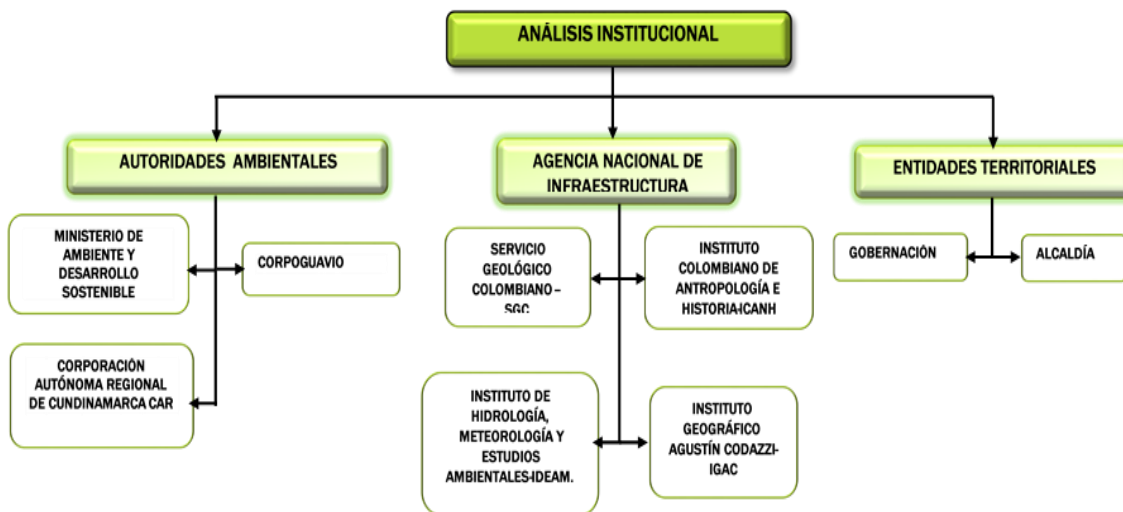 ANÁLISIS INSTITUCIONAL
AUTORIDADES AMBIENTALES
AGENCIA NACIONAL DE
INFRAESTRUCTURA
ENTIDADES TERRITORIALES
MINISTERIO DE
AMBIENTE Y
DESARROLLO
SOSTENIBLE
CORPOGUAVIO
CORPORACIÓN
AUTÓNOMA REGIONAL
DE CUNDINAMARCA CAR
SERVICIO
GEOLÓGICO
COLOMBIANO –
SGC
INSTITUTO
COLOMBIANO DE
ANTROPOLOGÍA E
HISTORIA-ICANH
INSTITUTO DE
HIDROLOGÍA,
METEOROLOGÍA Y
ESTUDIOS
AMBIENTALES-IDEAM.
INSTITUTO
GEOGRÁFICO
AGUSTÍN CODAZZI-
IGAC
GOBERNACIÓN
ALCALDÍA